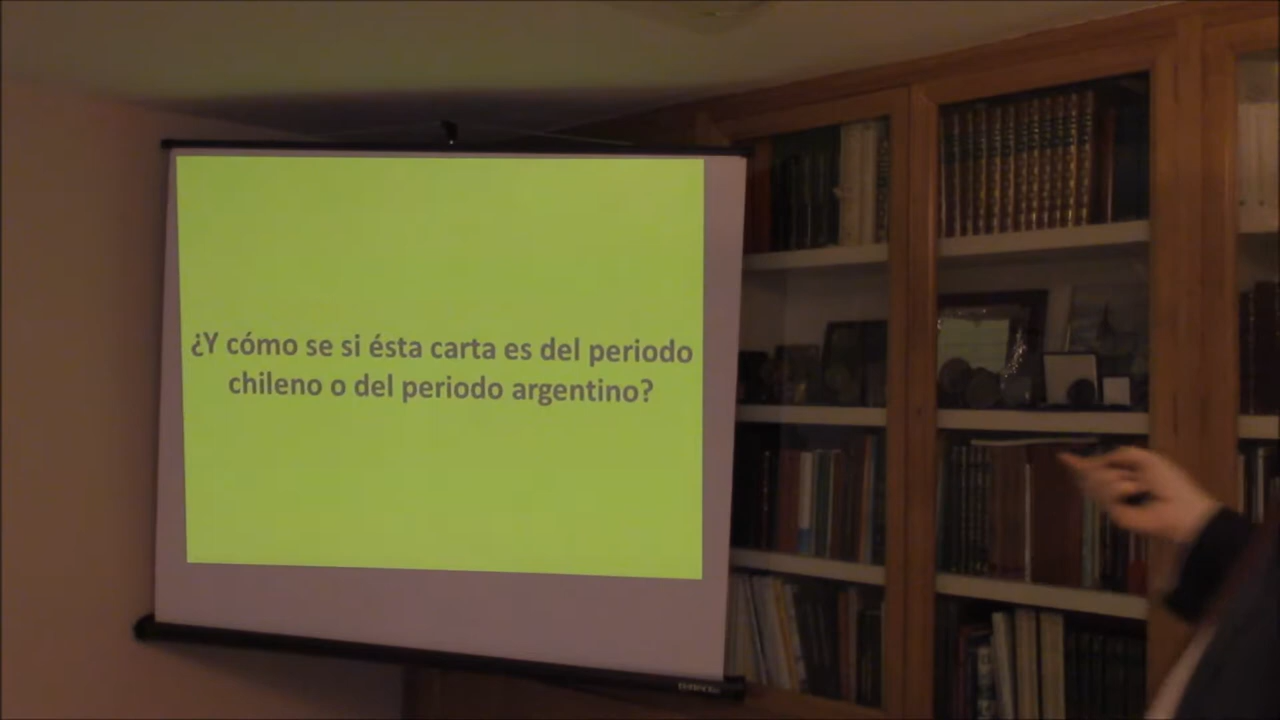 ¿Y cómo se si ésta carta es del periodo
chileno o del periodo argentino?